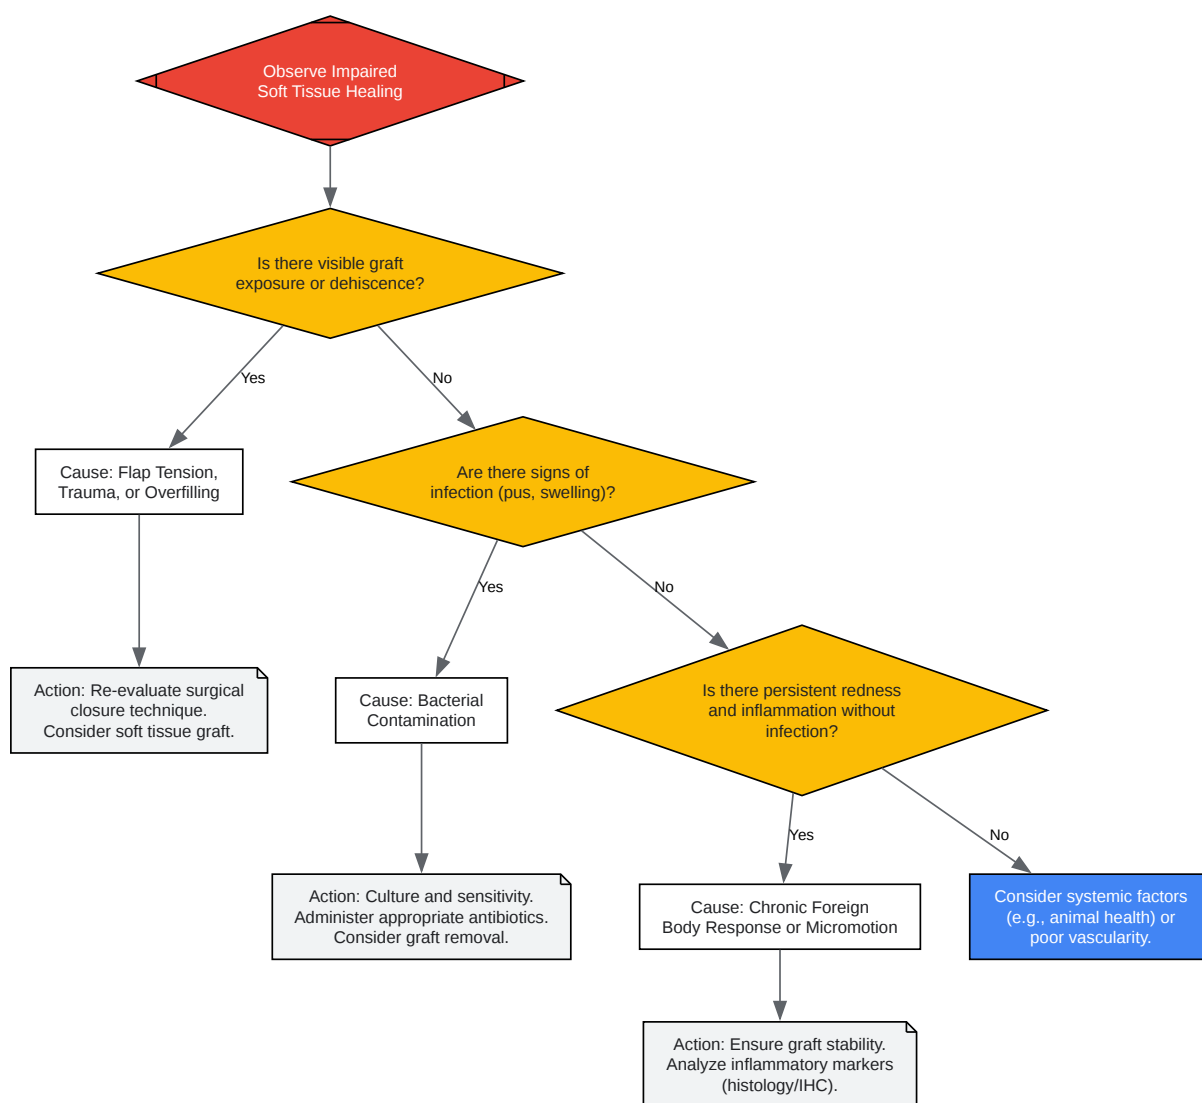 Observe Impaired
Soft Tissue Healing
Is there visible graft
exposure or dehiscence?
Yes
No
Cause: Flap Tension,
Trauma, or Overfilling
Are there signs of
infection (pus, swelling)?
Yes
No
Action: Re-evaluate surgical
closure technique.
Consider soft tissue graft.
Cause: Bacterial
Contamination
Is there persistent redness
and inflammation without
infection?
Yes
No
Action: Culture and sensitivity.
Administer appropriate antibiotics.
Consider graft removal.
Cause: Chronic Foreign
Body Response or Micromotion
Consider systemic factors
(e.g., animal health) or
poor vascularity.
Action: Ensure graft stability.
Analyze inflammatory markers
(histology/IHC).